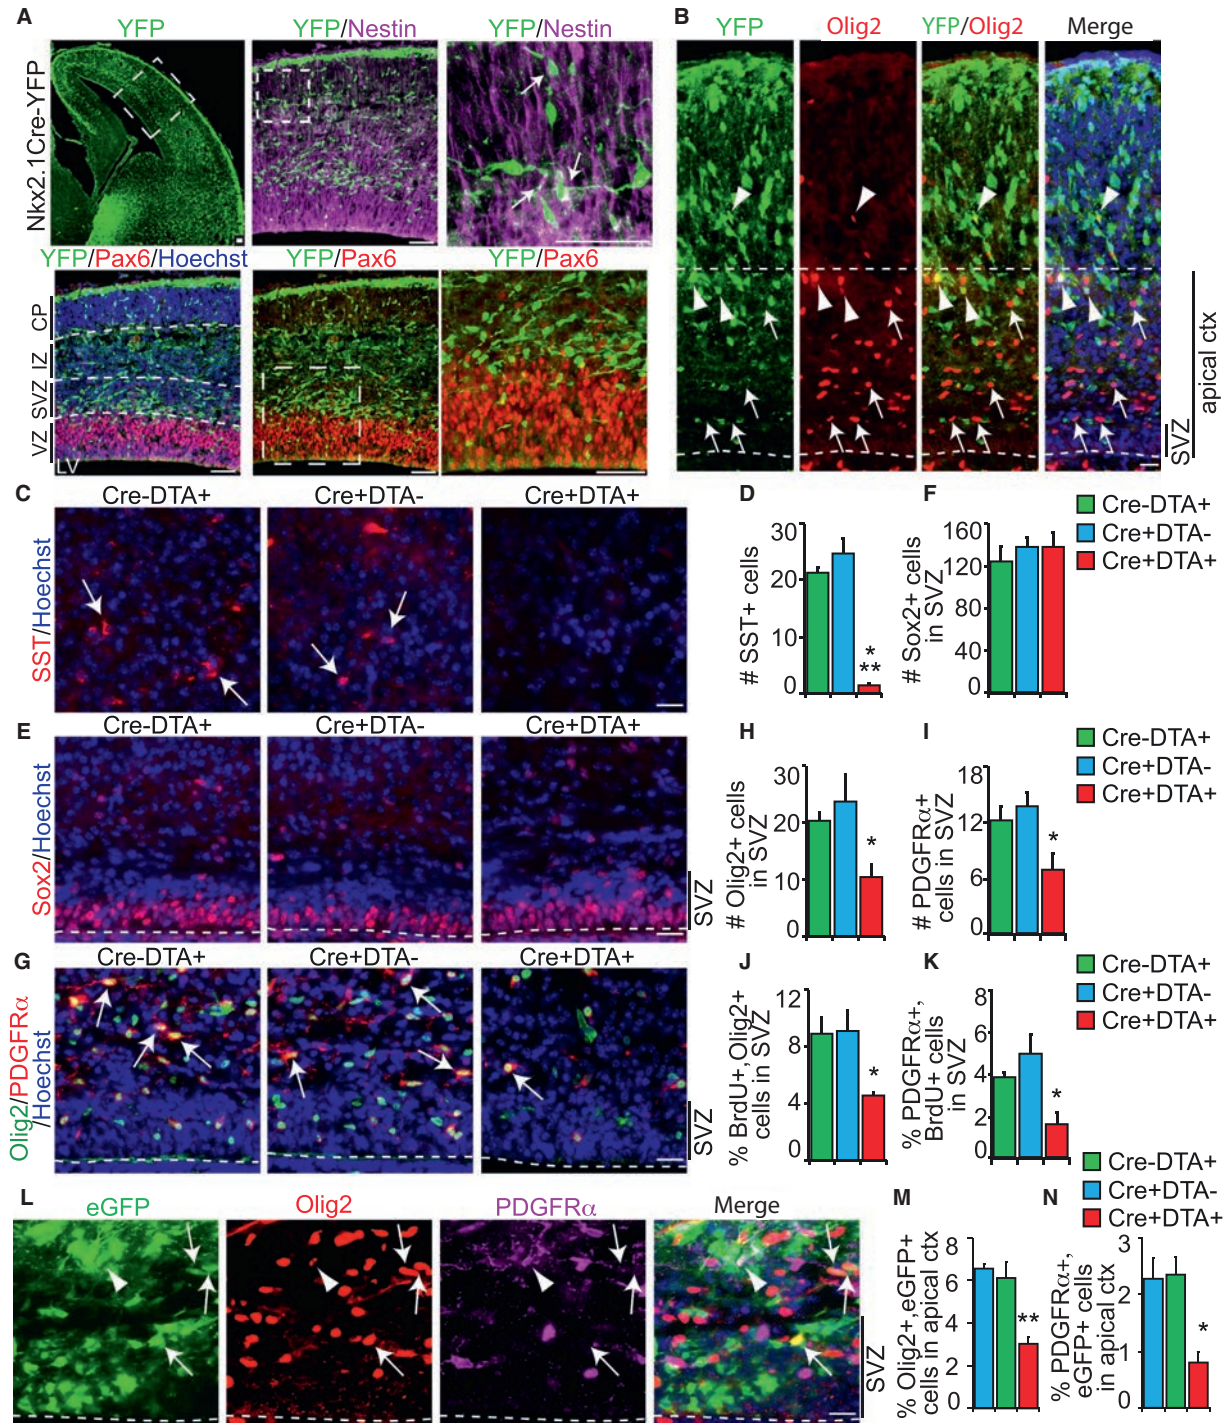 A
YFP
YFP/Nestin
YFP/Nestin
Nkx2.1Cre-YFP
YFP/Pax6/Hoechst
YFP/Pax6
YFP/Pax6
CP
IZ
SVZ
VZ
LV
B
YFP
Olig2
YFP/Olig2
Merge
apical ctx
SVZ
C
Cre-DTA+
Cre+DTA-
Cre+DTA+
SST/Hoechst
D
# SST+ cells
30
20
10
0
*
**
F
# Sox2+ cells
in SVZ
160
120
80
40
0
Cre-DTA+
Cre+DTA-
Cre+DTA+
E
Cre-DTA+
Cre+DTA-
Cre+DTA+
Sox2/Hoechst
SVZ
H
# Olig2+ cells
in SVZ
30
20
10
0
*
I
# PDGFRα+
cells in SVZ
18
12
6
0
*
Cre-DTA+
Cre+DTA-
Cre+DTA+
G
Cre-DTA+
Cre+DTA-
Cre+DTA+
Olig2/PDGFRα
/Hoechst
SVZ
J
% BrdU+,Olig2+
cells in SVZ
12
8
4
0
*
K
% PDGFRα+,
BrdU+ cells
in SVZ
8
6
4
2
0
*
Cre-DTA+
Cre+DTA-
Cre+DTA+
L
eGFP
Olig2
PDGFRα
Merge
SVZ
M
% Olig2+,eGFP+
cells in apical ctx
8
6
4
2
0
**
N
% PDGFRα+,
eGFP+ cells
in apical ctx
3
2
1
0
*
Cre-DTA+
Cre+DTA-
Cre+DTA+